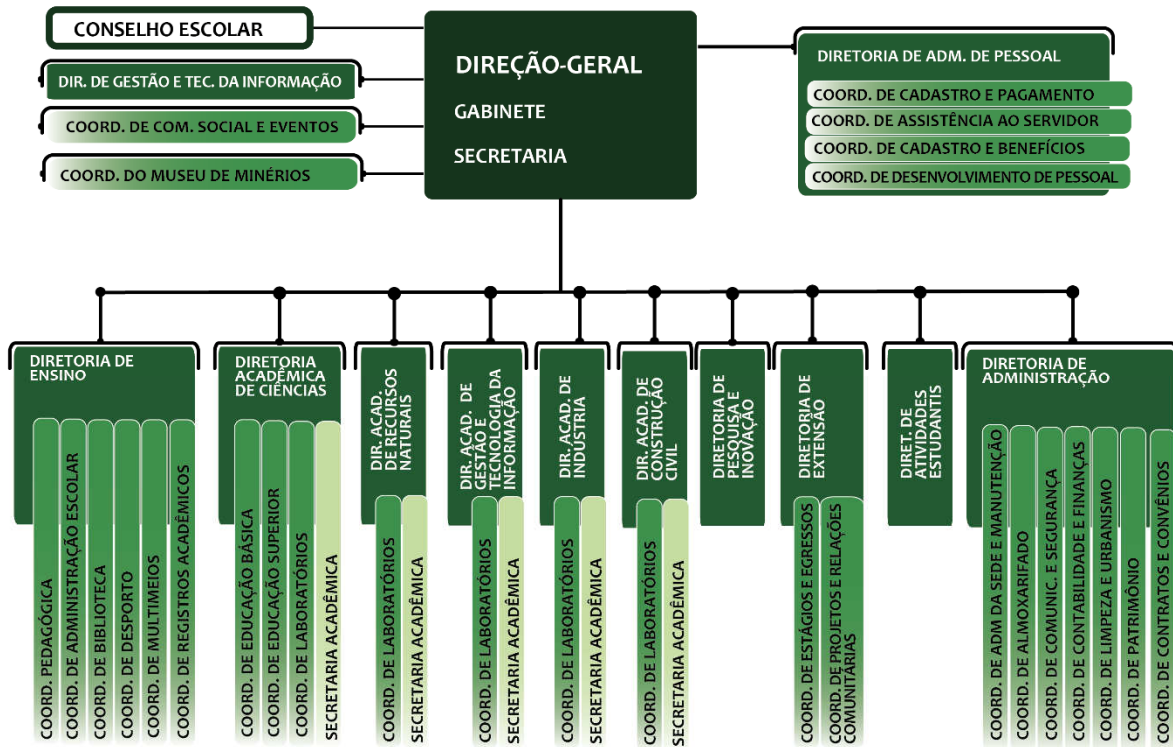 CONSELHO ESCOLAR
DIR. DE GESTÃO E TEC. DA INFORMAÇÃO
COORD. DE COM. SOCIAL E EVENTOS
COORD. DO MUSEU DE MINÉRIOS
DIREÇÃO-GERAL
GABINETE
SECRETARIA
DIRETORIA DE ADM. DE PESSOAL
COORD. DE CADASTRO E PAGAMENTO
COORD. DE ASSISTÊNCIA AO SERVIDOR
COORD. DE CADASTRO E BENEFÍCIOS
COORD. DE DESENVOLVIMENTO DE PESSOAL
DIRETORIA DE
ENSINO
COORD. PEDAGÓGICA
COORD. DE ADMINISTRAÇÃO ESCOLAR
COORD. DE BIBLIOTECA
COORD. DE DESPORTO
COORD. DE MULTIMEIOS
COORD. DE REGISTROS ACADÊMICOS
DIRETORIA
ACADÊMICA
DE CIÊNCIAS
COORD. DE EDUCAÇÃO BÁSICA
COORD. DE EDUCAÇÃO SUPERIOR
COORD. DE LABORATÓRIOS
SECRETARIA ACADÊMICA
DIR. ACAD.
DE RECURSOS
NATURAIS
COORD. DE LABORATÓRIOS
SECRETARIA ACADÊMICA
DIR. ACAD. DE
GESTÃO E
TECNOLOGIA DA
INFORMAÇÃO
COORD. DE LABORATÓRIOS
SECRETARIA ACADÊMICA
DIR. ACAD. DE
INDÚSTRIA
COORD. DE LABORATÓRIOS
SECRETARIA ACADÊMICA
DIR. ACAD. DE
CONSTRUÇÃO
CIVIL
COORD. DE LABORATÓRIOS
SECRETARIA ACADÊMICA
DIRETORIA DE
PESQUISA E
INOVAÇÃO
DIRETORIA DE
EXTENSÃO
COORD. DE ESTÁGIOS E EGRESSOS
COORD. DE PROJETOS E RELAÇÕES
COMUNITÁRIAS
DIRET. DE
ATIVIDADES
ESTUDANTIS
DIRETORIA DE
ADMINISTRAÇÃO
COORD. DE ADM DA SEDE E MANUTENÇÃO
COORD. DE ALMOXARIFADO
COORD. DE COMUNIC. E SEGURANÇA
COORD. DE CONTABILIDADE E FINANÇAS
COORD. DE LIMPEZA E URBANISMO
COORD. DE PATRIMÔNIO
COORD. DE CONTRATOS E CONVÊNIOS